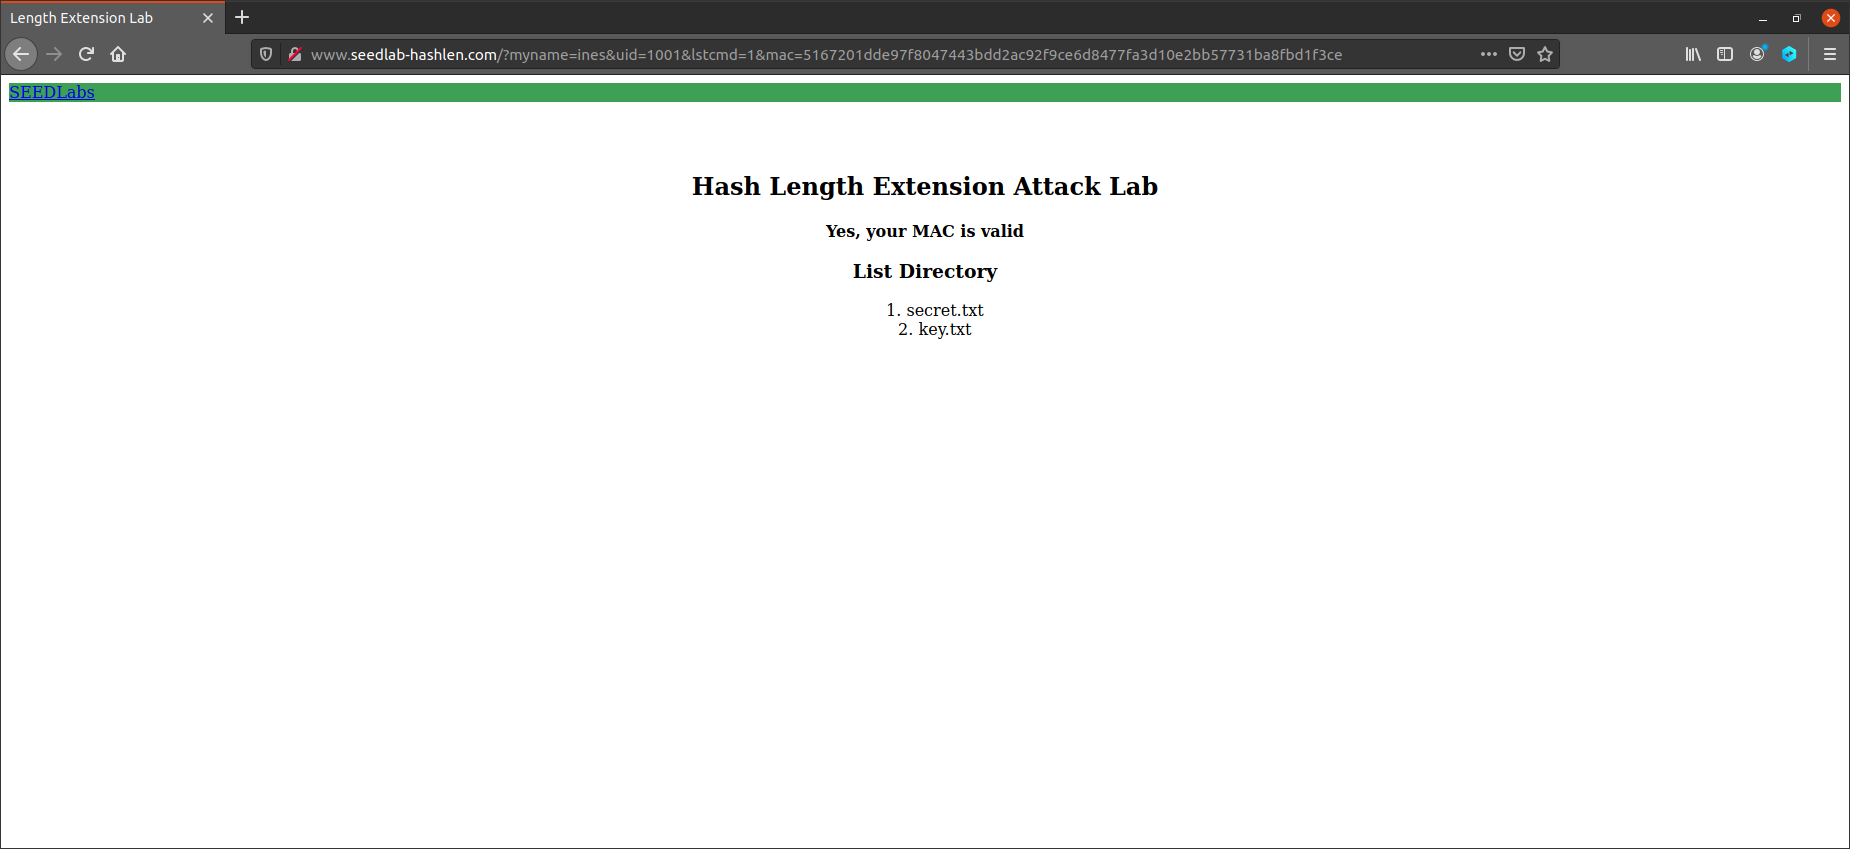 Length Extension Lab
www.seedlab-hashlen.com/?myname=ines&uid=1001&lstcmd=1&mac=5167201dde97f8047443bdd2ac92f9ce6d8477fa3d10e2bb57731ba8fbd1f3ce
SEEDLabs
Hash Length Extension Attack Lab
Yes, your MAC is valid
List Directory
1. secret.txt
2. key.txt